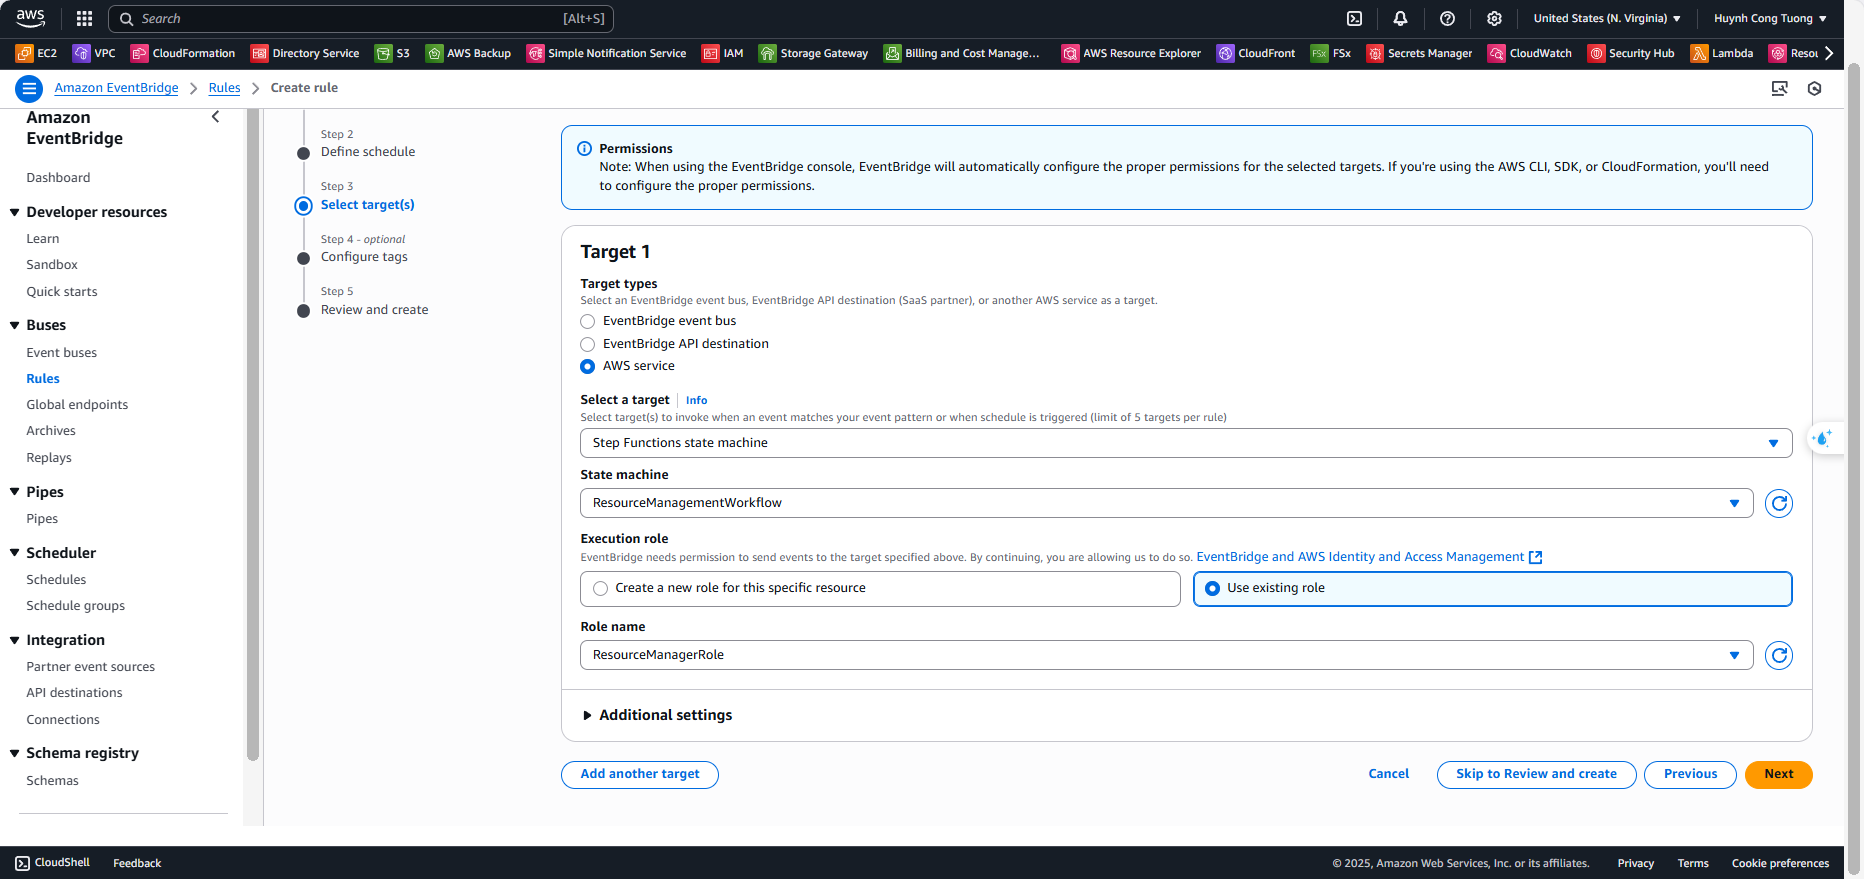 aws
Search
[Alt+S]
United States (N. Virginia)
Huynh Cong Tuong
EC2
VPC
CloudFormation
Directory Service
S3
AWS Backup
Simple Notification Service
IAM
Storage Gateway
Billing and Cost Manage...
AWS Resource Explorer
CloudFront
FSx
FSx
Secrets Manager
CloudWatch
Security Hub
Lambda
Amazon EventBridge
Rules
Create rule
Amazon
EventBridge
Dashboard
Developer resources
Learn
Sandbox
Quick starts
Buses
Event buses
Rules
Global endpoints
Archives
Replays
Pipes
Pipes
Scheduler
Schedules
Schedule groups
Integration
Partner event sources
API destinations
Connections
Schema registry
Schemas
Step 2
Define schedule
Step 3
Select target(s)
Step 4 - optional
Configure tags
Step 5
Review and create
Permissions
Note: When using the EventBridge console, EventBridge will automatically configure the proper permissions for the selected targets. If you're using the AWS CLI, SDK, or CloudFormation, you'll need
to configure the proper permissions.
Target 1
Target types
Select an EventBridge event bus, EventBridge API destination (SaaS partner), or another AWS service as a target.
EventBridge event bus
EventBridge API destination
AWS service
Select a target
Info
Select target(s) to invoke when an event matches your event pattern or when schedule is triggered (limit of 5 targets per rule)
Step Functions state machine
State machine
ResourceManagementWorkflow
Execution role
EventBridge needs permission to send events to the target specified above. By continuing, you are allowing us to do so. EventBridge and AWS Identity and Access Management
Create a new role for this specific resource
Use existing role
Role name
ResourceManagerRole
Additional settings
Add another target
Cancel
Skip to Review and create
Previous
Next
CloudShell
Feedback
© 2025, Amazon Web Services, Inc. or its affiliates.
Privacy
Terms
Cookie preferences